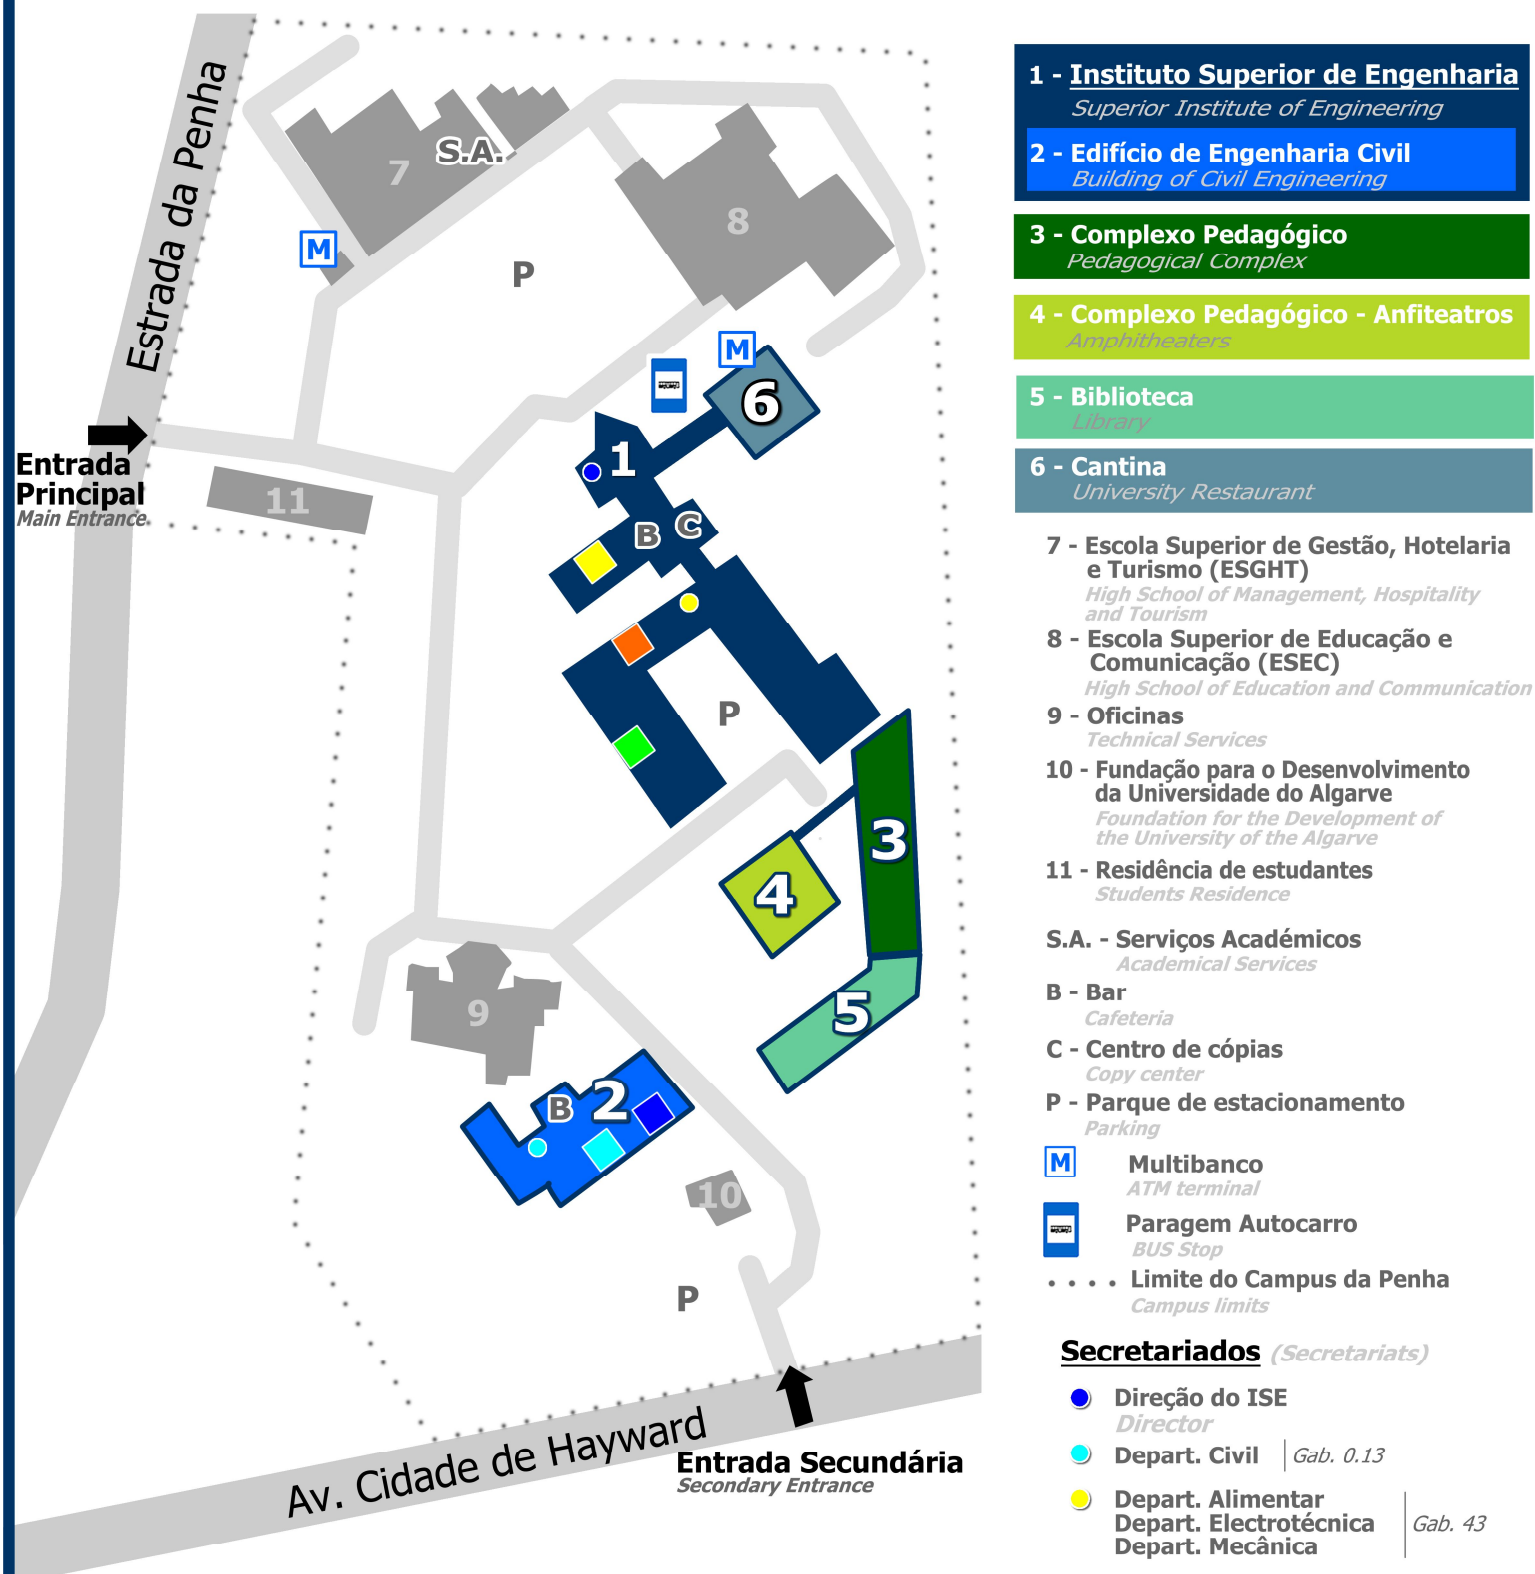 Estrada da Penha
7
S.A.
8
M
P
M
6
1
Entrada
Principal
Main Entrance
11
B
C
P
3
4
5
9
B
2
10
P
Av. Cidade de Hayward
Entrada Secundária
Secondary Entrance
1 - Instituto Superior de Engenharia
Superior Institute of Engineering
2 - Edifício de Engenharia Civil
Building of Civil Engineering
3 - Complexo Pedagógico
Pedagogical Complex
4 - Complexo Pedagógico - Anfiteatros
Amphitheaters
5 - Biblioteca
Library
6 - Cantina
University Restaurant
7 - Escola Superior de Gestão, Hotelaria
e Turismo (ESGHT)
High School of Management, Hospitality
and Tourism
8 - Escola Superior de Educação e
Comunicação (ESEC)
High School of Education and Communication
9 - Oficinas
Technical Services
10 - Fundação para o Desenvolvimento
da Universidade do Algarve
Foundation for the Development of
the University of the Algarve
11 - Residência de estudantes
Students Residence
S.A. - Serviços Académicos
Academical Services
B - Bar
Cafeteria
C - Centro de cópias
Copy center
P - Parque de estacionamento
Parking
M Multibanco
ATM terminal
Paragem Autocarro
BUS Stop
Limite do Campus da Penha
Campus limits
Secretariados (Secretariats)
Direção do ISE
Director
Depart. Civil Gab. 0.13
Depart. Alimentar
Depart. Electrotécnica Gab. 43
Depart. Mecânica